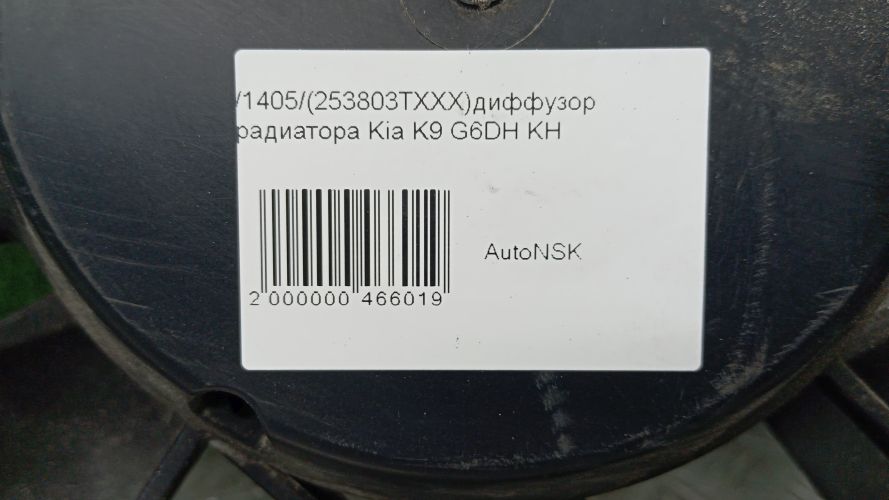 /1405/(253803TXXX)диффузор
радиатора Kia K9 G6DH KH
AutoNSK
2 000000 466019